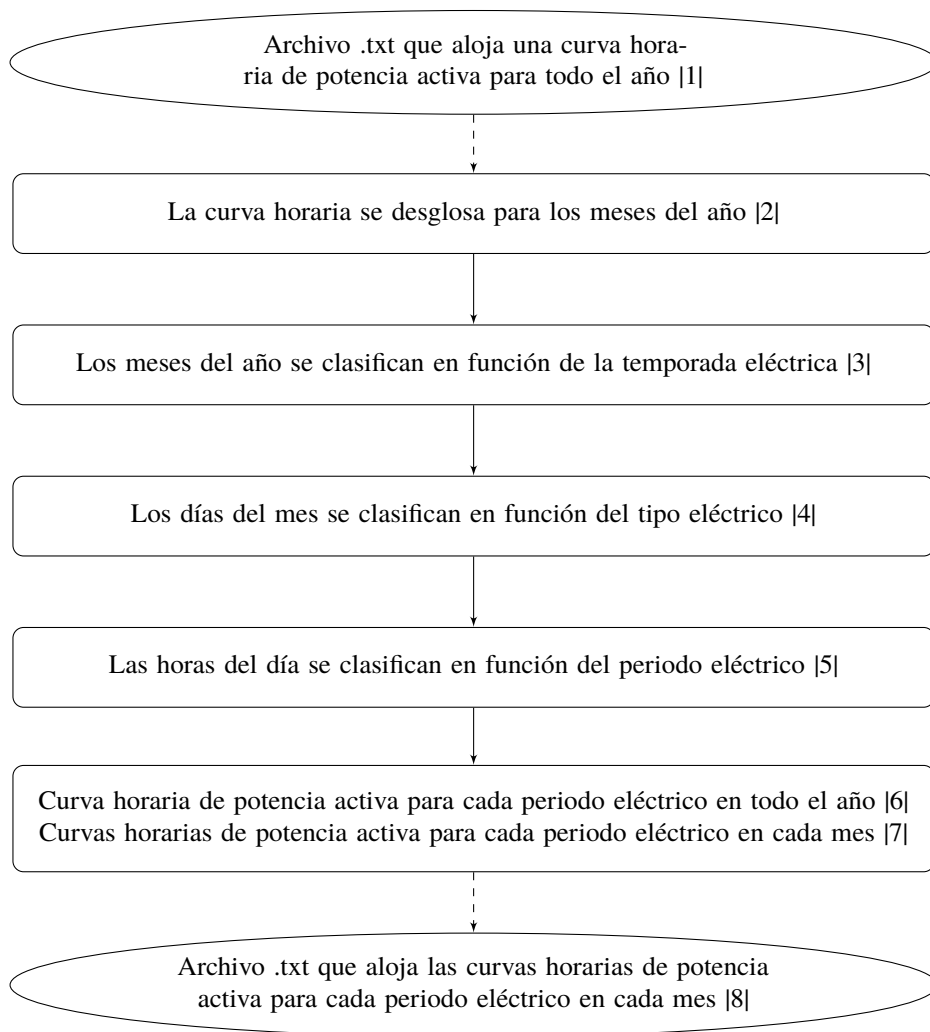 Archivo .txt que aloja una curva hora-
ria de potencia activa para todo el año |1|
La curva horaria se desglosa para los meses del año |2|
Los meses del año se clasifican en función de la temporada eléctrica |3|
Los días del mes se clasifican en función del tipo eléctrico |4|
Las horas del día se clasifican en función del periodo eléctrico |5|
Curva horaria de potencia activa para cada periodo eléctrico en todo el año |6|
Curvas horarias de potencia activa para cada periodo eléctrico en cada mes |7|
Archivo .txt que aloja las curvas horarias de potencia
activa para cada periodo eléctrico en cada mes |8|